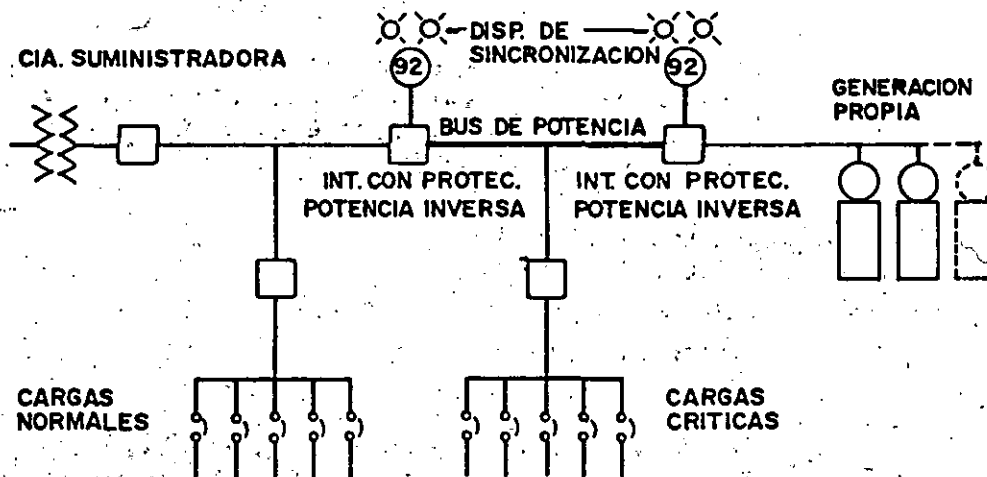 DISP. DE
SINCRONIZACION
CIA. SUMINISTRADORA
92
92
GENERACION
PROPIA
BUS DE POTENCIA
INT. CON PROTEC.
POTENCIA INVERSA
INT. CON PROTEC.
POTENCIA INVERSA
CARGAS
NORMALES
CARGAS
CRITICAS